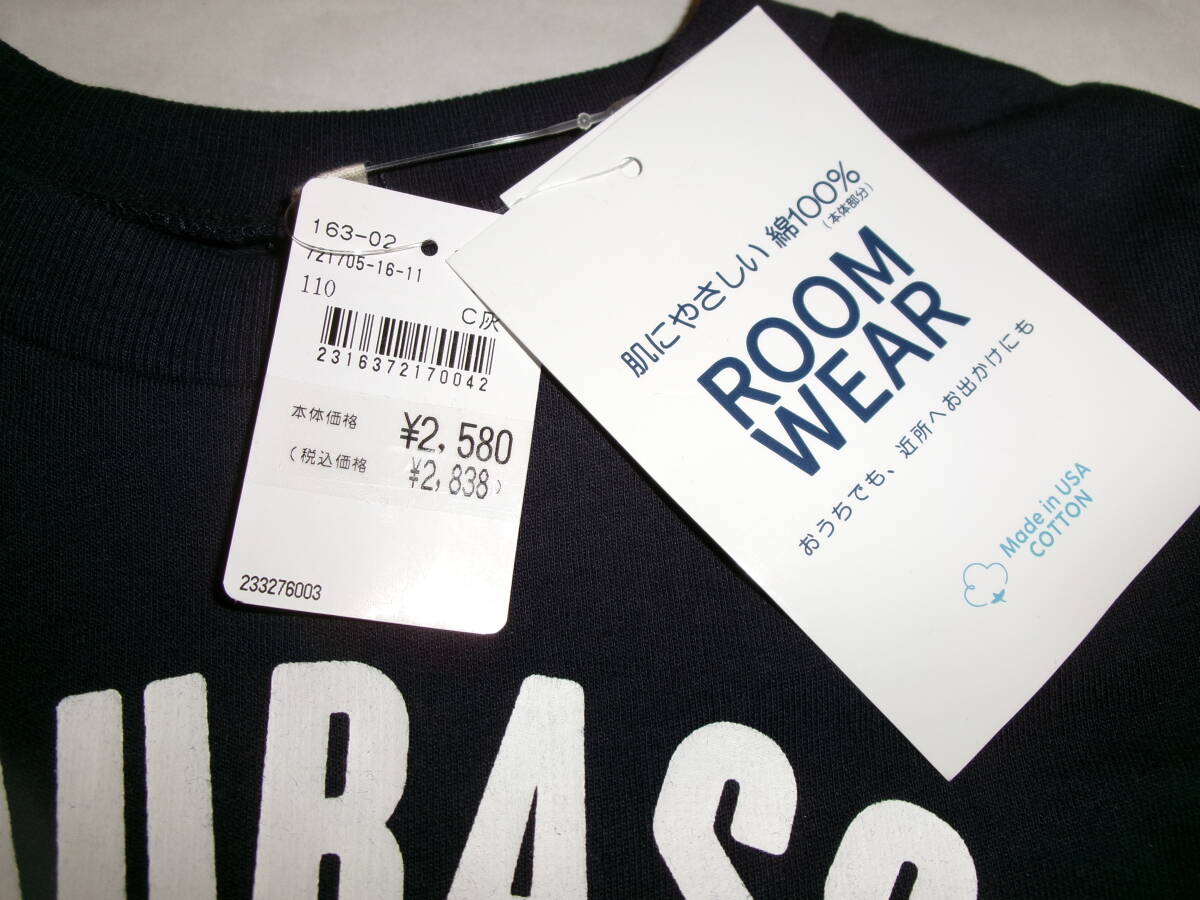 163-02
721705-16-11
110
C灰
2316372170042
本体価格 ¥2,580
(税込価格 ¥2,838)
233276003
肌にやさしい 綿100%
(本体部分)
ROOM
WEAR
おうちでも、近所へお出かけにも
Made in USA
COTTON